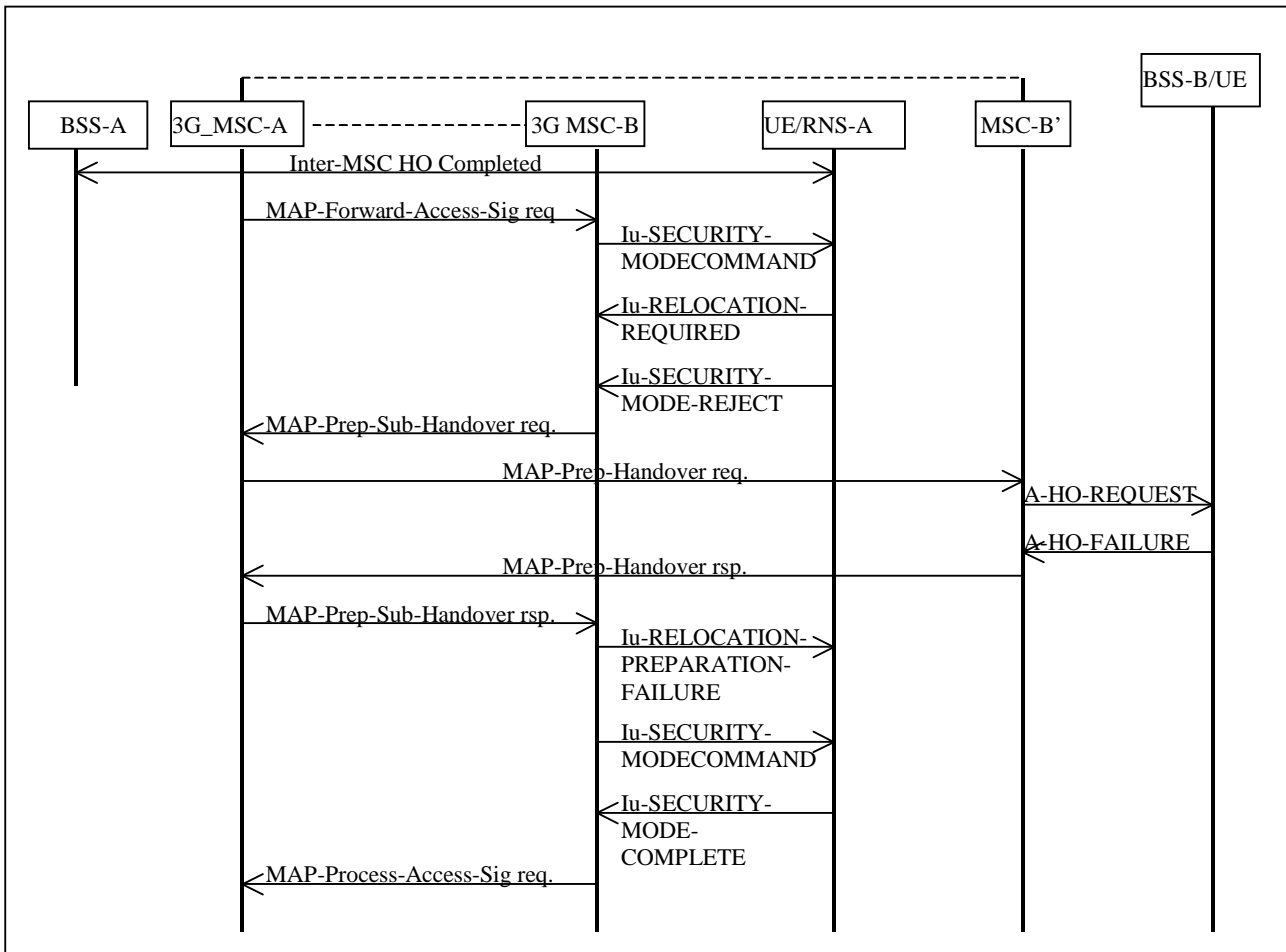 BSS-B/UE
BSS-A
3G_MSC-A
3G MSC-B
UE/RNS-A
MSC-B’
Inter-MSC HO Completed
MAP-Forward-Access-Sig req
Iu-SECURITY-
MODECOMMAND
Iu-RELOCATION-
REQUIRED
Iu-SECURITY-
MODE-REJECT
MAP-Prep-Sub-Handover req.
MAP-Prep-Handover req.
A-HO-REQUEST
A-HO-FAILURE
MAP-Prep-Handover rsp.
MAP-Prep-Sub-Handover rsp.
Iu-RELOCATION-
PREPARATION-
FAILURE
Iu-SECURITY-
MODECOMMAND
Iu-SECURITY-
MODE-
COMPLETE
MAP-Process-Access-Sig req.